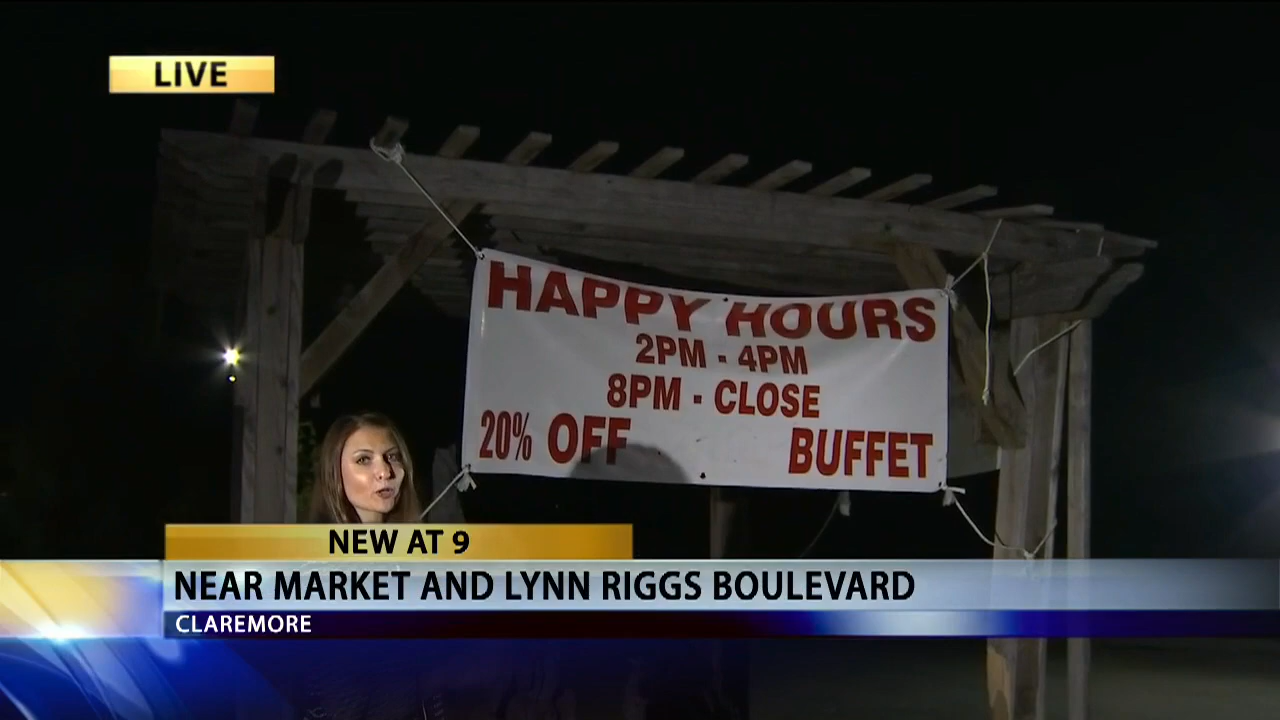 LIVE
HAPPY HOURS
2PM - 4PM
8PM - CLOSE
20% OFF BUFFET
NEW AT 9
NEAR MARKET AND LYNN RIGGS BOULEVARD
CLAREMORE